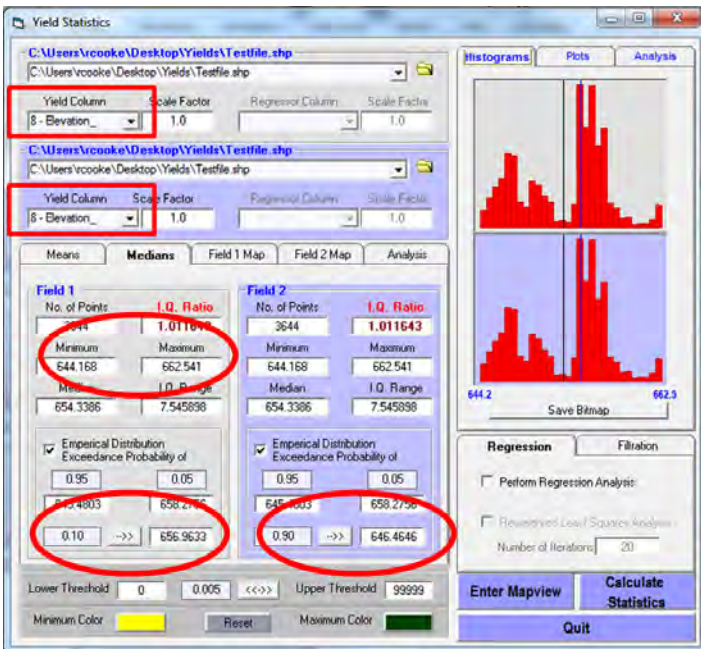 Yield Statistics
C:\Users\rcooke\Desktop\Yields\Testfile.shp
C:\Users\rcooke\Desktop\Yields\Testfile.shp
Yield Column Scale Factor Regressor Column Scale Factor
8 - Elevation_ 1.0 1.0
C:\Users\rcooke\Desktop\Yields\Testfile.shp
C:\Users\rcooke\Desktop\Yields\Testfile.shp
Yield Column Scale Factor Regressor Column Scale Factor
8 - Elevation_ 1.0 1.0
Means Medians Field 1 Map Field 2 Map Analysis
Field 1
No. of Points I.Q. Ratio
3644 1.011643
Minimum Maximum
644.168 662.541
Median I.Q. Range
654.3386 7.545898
Emperical Distribution
Exceedance Probability of
0.95 0.05
645.4803 658.2756
0.10 ->> 656.9633
Field 2
No. of Points I.Q. Ratio
3644 1.011643
Minimum Maximum
644.168 662.541
Median I.Q. Range
654.3386 7.545898
Emperical Distribution
Exceedance Probability of
0.95 0.05
645.4803 658.2756
0.90 ->> 646.4646
Lower Threshold 0 0.005 <<->> Upper Threshold 99999
Minimum Color Reset Maximum Color
Histograms Plots Analysis
644.2 662.5
Save Bitmap
Regression Filtration
Perform Regression Analysis
Reweighted Least Squares Analysis
Number of Iterations 20
Enter Mapview
Calculate
Statistics
Quit